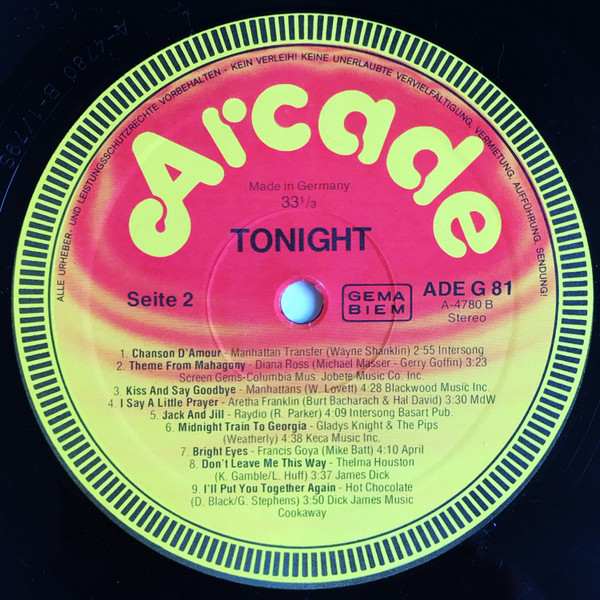 A-4780 B-1/79S
ALLE URHEBER- UND LEISTUNGSSCHUTZRECHTE VORBEHALTEN - KEIN VERLEIH! KEINE UNERLAUBTE VERVIELFÄLTIGUNG, VERMIETUNG, AUFFÜHRUNG, SENDUNG!
Arcade
Made in Germany
33 1/3
TONIGHT
Seite 2
GEMA
BIEM
ADE G 81
A-4780 B
Stereo
1. Chanson D'Amour - Manhattan Transfer (Wayne Shanklin) 2:55 Intersong
2. Theme From Mahagony - Diana Ross (Michael Masser - Gerry Goffin) 3:23
Screen Gems-Columbia Mus. Jobete Music Co. Inc.
3. Kiss And Say Goodbye - Manhattans (W. Lovett) 4:28 Blackwood Music Inc.
4. I Say A Little Prayer - Aretha Franklin (Burt Bacharach & Hal David) 3:30 MdW
5. Jack And Jill - Raydio (R. Parker) 4:09 Intersong Basart Pub.
6. Midnight Train To Georgia - Gladys Knight & The Pips
(Weatherly) 4:38 Keca Music Inc.
7. Bright Eyes - Francis Goya (Mike Batt) 4:10 April
8. Don't Leave Me This Way - Thelma Houston
(K. Gamble/L. Huff) 3:37 James Dick
9. I'll Put You Together Again - Hot Chocolate
(D. Black/G. Stephens) 3:50 Dick James Music
Cookaway